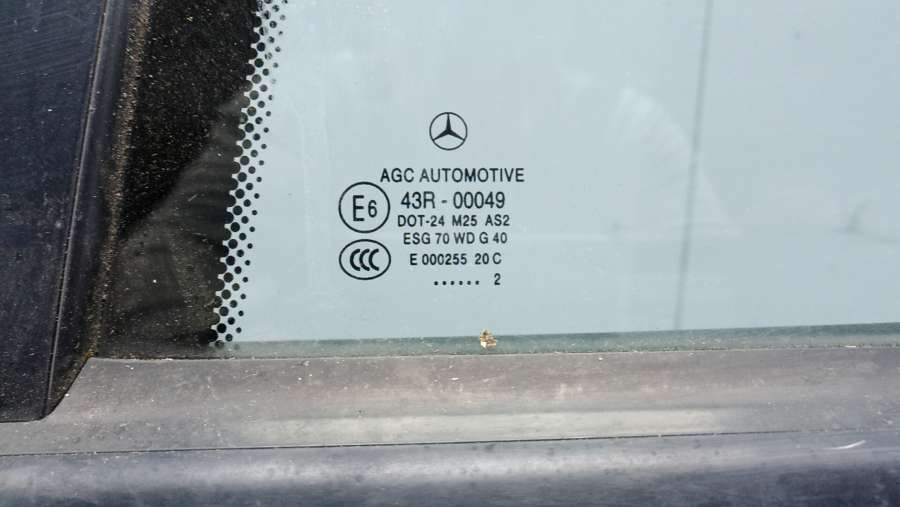 AGC AUTOMOTIVE
E6 43R - 00049
DOT-24 M25 AS2
ESG 70 WD G 40
CCC E 000255 20 C
...... 2